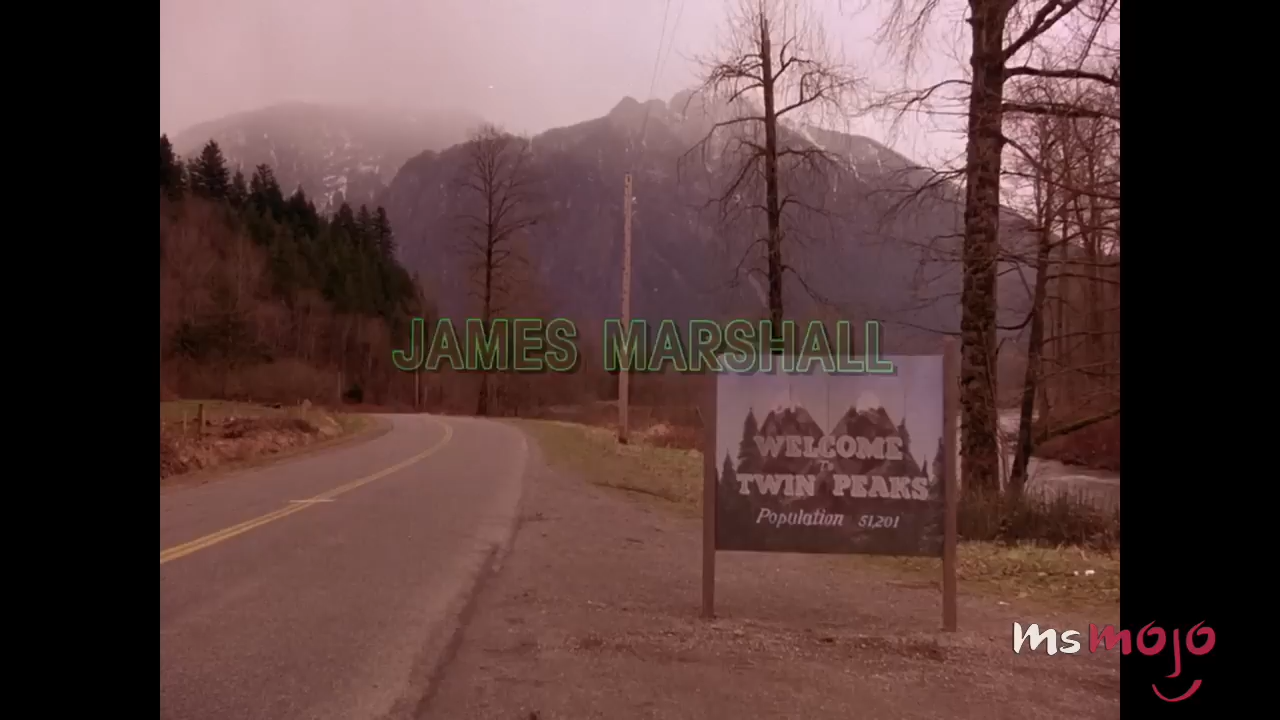 JAMES MARSHALL
WELCOME
TO
TWIN PEAKS
Population 51,201
msmojo